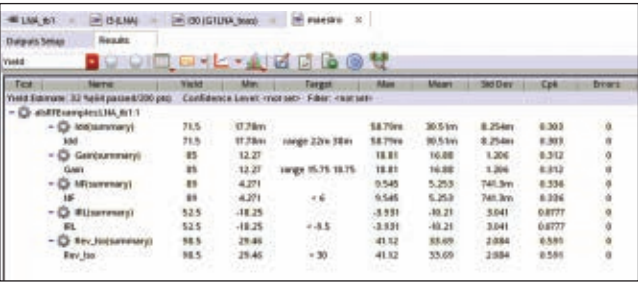 LNA_tb1 I5 (LNA) I30 (G1LNA_bias) maestro
Outputs Setup Results
Yield
Test Name Yield Min Target Max Mean Std Dev Cpk Errors
Yield Estimate: 32 passed/200 pts) Confidence Level: <not set> Filter: <not set>
LNA_tb1:1
Idd(summary) 71.5 17.78m 58.79m 30.51m 8.254m 0.303 0
Idd 71.5 17.78m range 22m 38m 58.79m 30.51m 8.254m 0.303 0
Gain(summary) 85 12.27 18.81 16.88 1.206 0.312 0
Gain 85 12.27 range 15.75 18.75 18.81 16.88 1.206 0.312 0
NF(summary) 89 4.271 9.545 5.253 741.3m 0.336 0
NF 89 4.271 < 6 9.545 5.253 741.3m 0.336 0
IRL(summary) 52.5 -18.25 -3.931 -10.21 3.041 0.0777 0
IRL 52.5 -18.25 < -9.5 -3.931 -10.21 3.041 0.0777 0
Rev_Iso(summary) 98.5 29.46 41.12 33.69 2.084 0.591 0
Rev_Iso 98.5 29.46 > 30 41.12 33.69 2.084 0.591 0